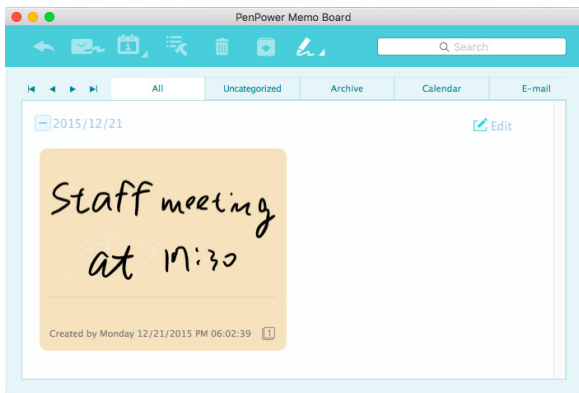 PenPower Memo Board
1
Search
All Uncategorized Archive Calendar E-mail
2015/12/21
Edit
Staff meeting
at 17:30
Created by Monday 12/21/2015 PM 06:02:39 1